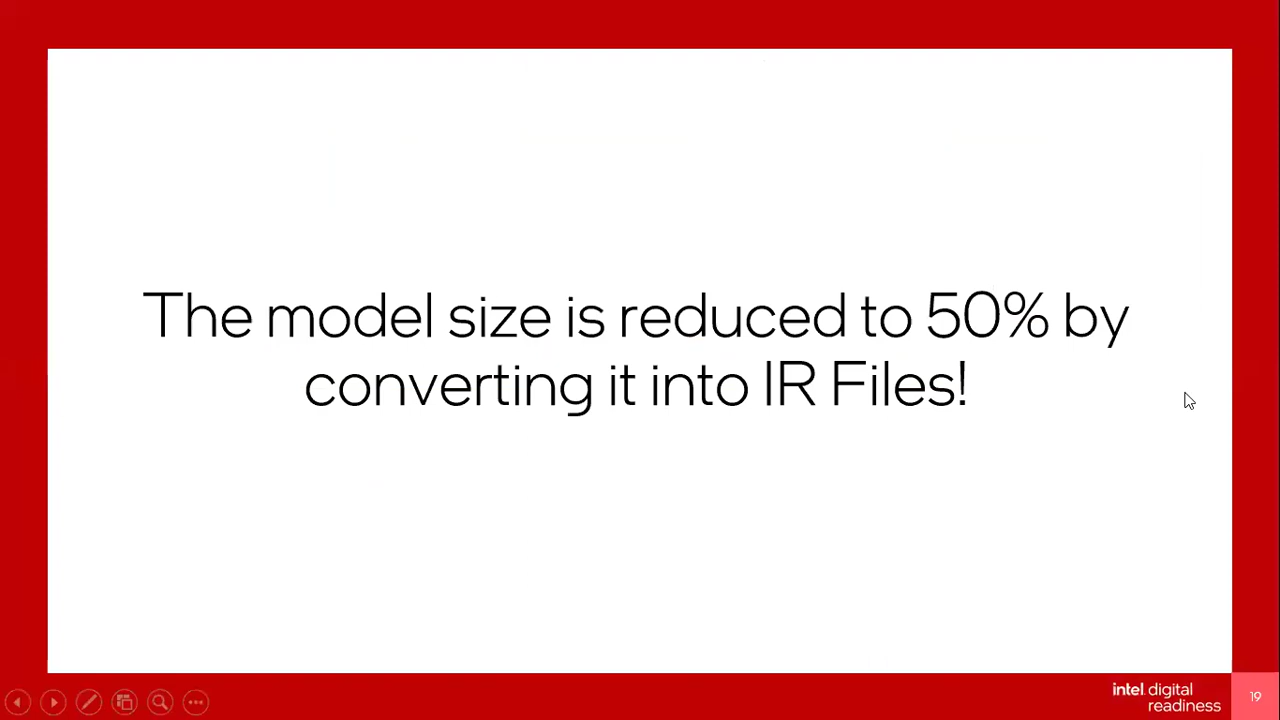 The model size is reduced to 50% by
converting it into IR Files!
intel digital
readiness
19